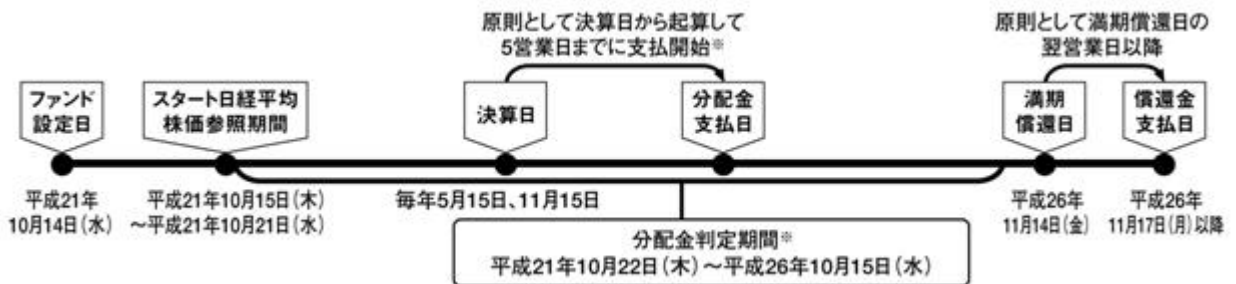 原則として決算日から起算して
5営業日までに支払開始※
原則として満期償還日の
翌営業日以降
ファンド
設定日
スタート日経平均
株価参照期間
決算日
分配金
支払日
満期
償還日
償還金
支払日
平成21年
10月14日(水)
平成21年10月15日(木)
～平成21年10月21日(水)
毎年5月15日、11月15日
平成26年
11月14日(金)
平成26年
11月17日(月)以降
分配金判定期間※
平成21年10月22日(木)～平成26年10月15日(水)